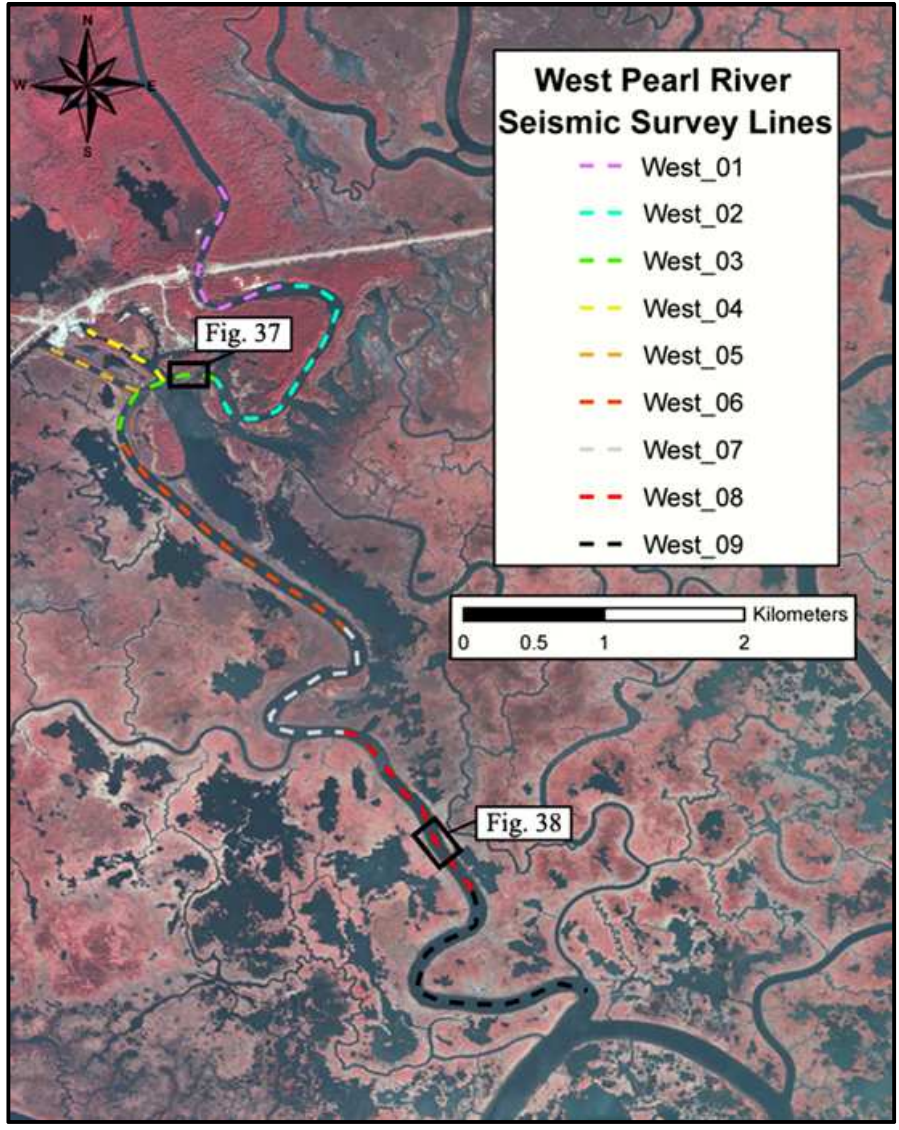 N
W E
S
West Pearl River
Seismic Survey Lines
West_01
West_02
West_03
West_04
West_05
West_06
West_07
West_08
West_09
Fig. 37
Kilometers
0 0.5 1 2
Fig. 38